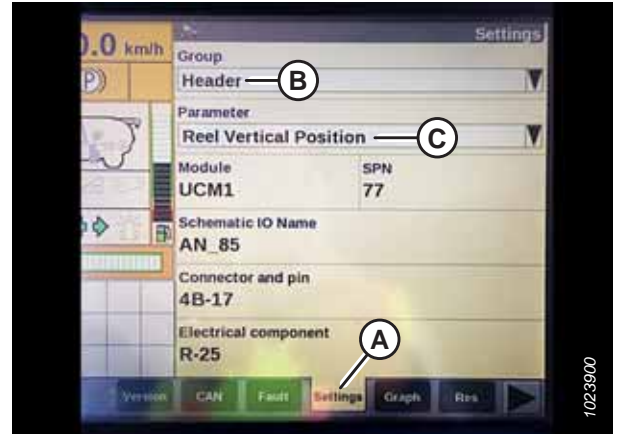 .0 km/h
Settings
Group
Header
B
Parameter
Reel Vertical Position
C
Module SPN
UCM1 77
Schematic IO Name
AN_85
Connector and pin
4B-17
Electrical component
R-25
A
Version CAN Fault Settings Graph Res
1023900